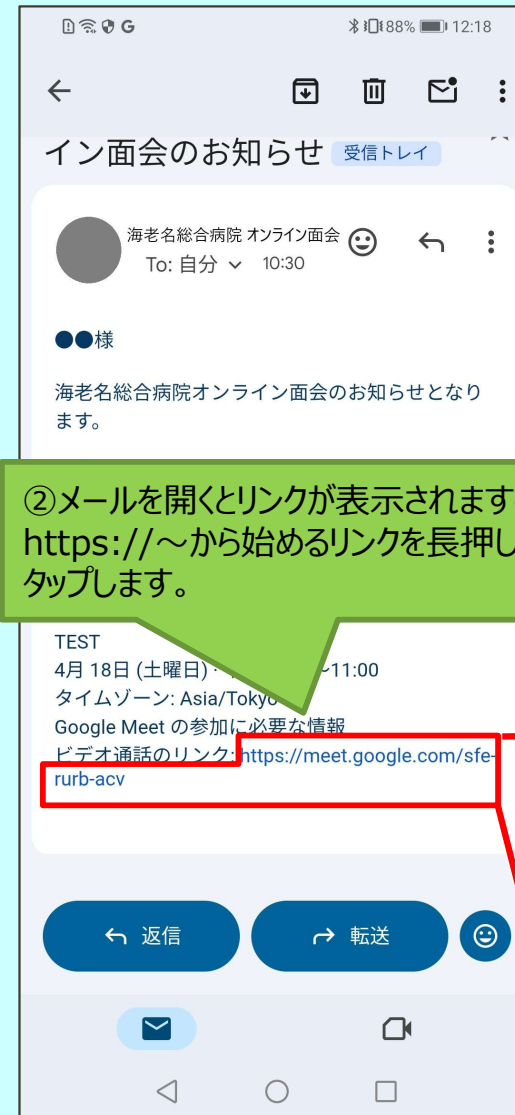 G 88% 12:18
イン面会のお知らせ 受信トレイ
海老名総合病院 オンライン面会
To: 自分 10:30
●●様
海老名総合病院オンライン面会のお知らせとなり
ます。
②メールを開くとリンクが表示されます
https://～から始めるリンクを長押し
タップします。
TEST
4月 18日 (土曜日)· ～11:00
タイムゾーン: Asia/Tokyo
Google Meet の参加に必要な情報
ビデオ通話のリンク: https://meet.google.com/sfe-
rurb-acv
返信 転送